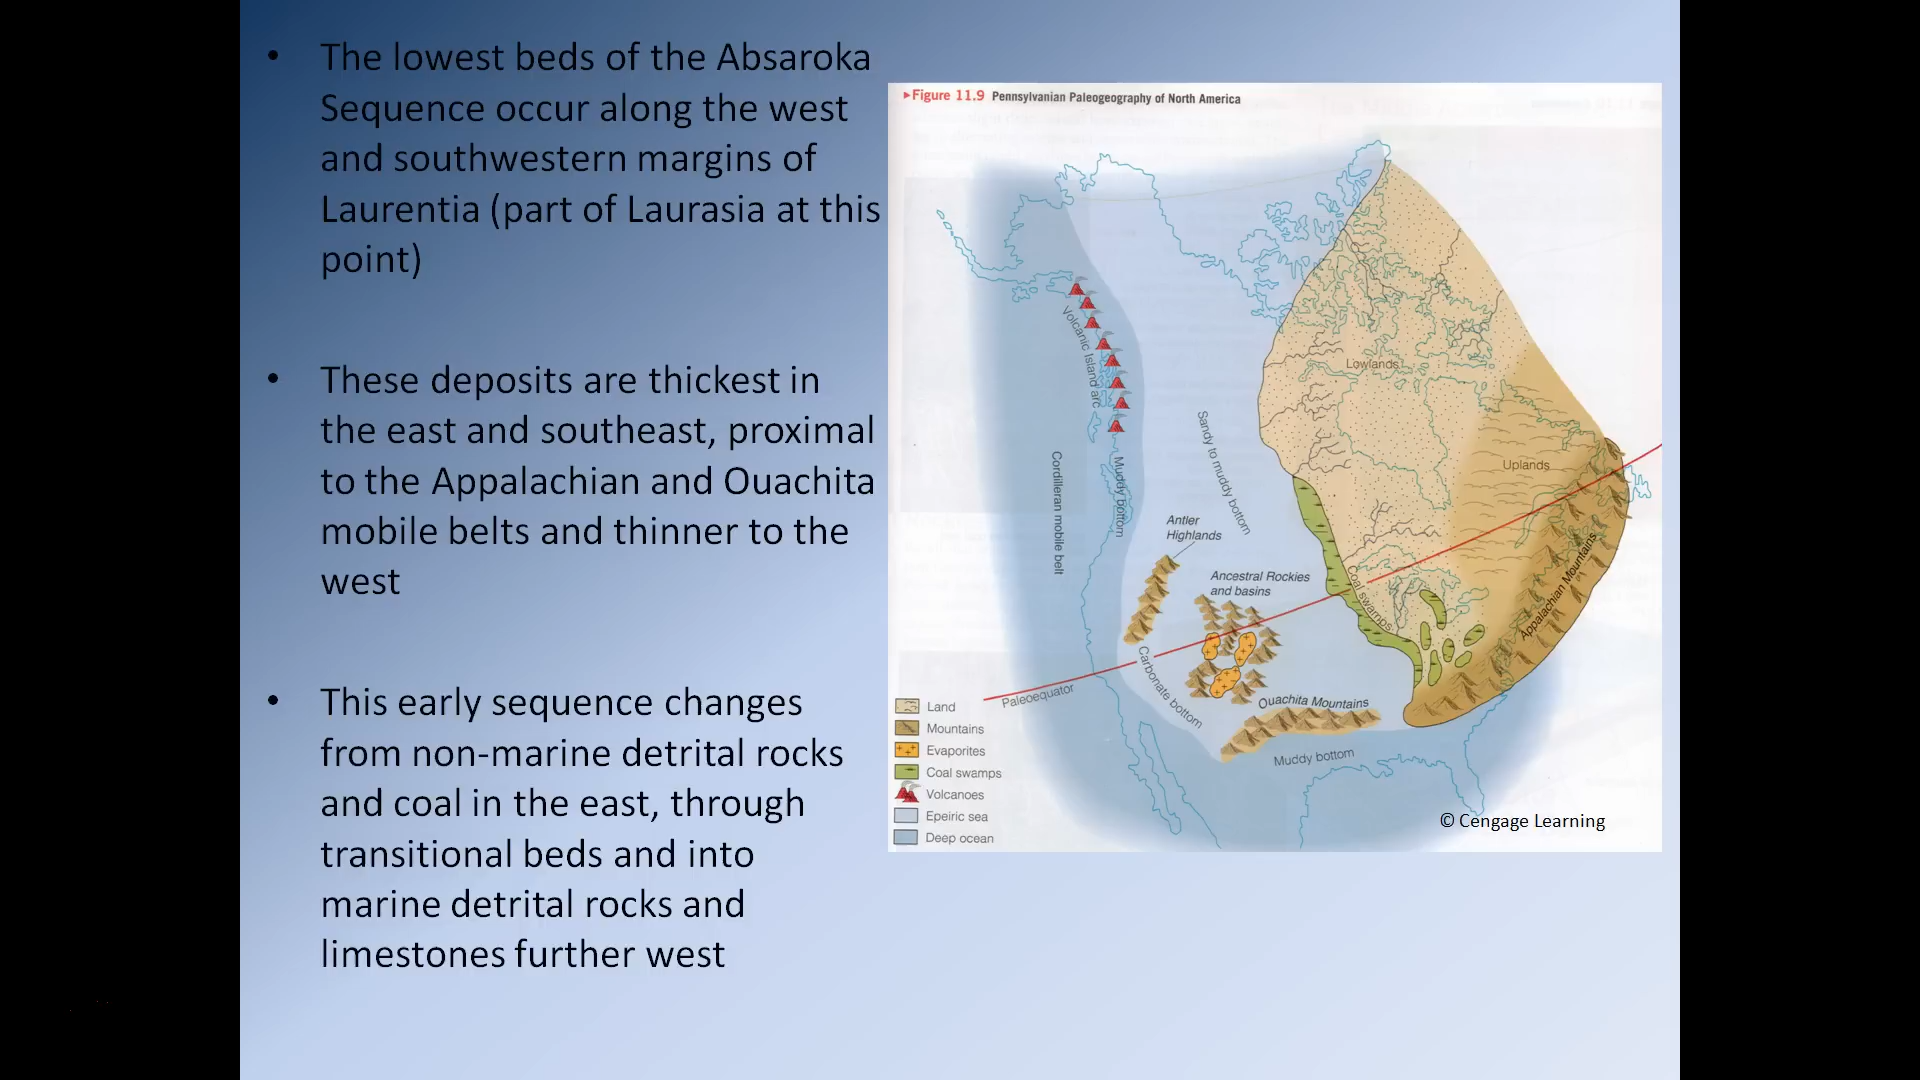 • The lowest beds of the Absaroka
Sequence occur along the west
and southwestern margins of
Laurentia (part of Laurasia at this
point)
• These deposits are thickest in
the east and southeast, proximal
to the Appalachian and Ouachita
mobile belts and thinner to the
west
• This early sequence changes
from non-marine detrital rocks
and coal in the east, through
transitional beds and into
marine detrital rocks and
limestones further west
►Figure 11.9 Pennsylvanian Paleogeography of North America
Volcanic Island arc
Lowlands
Sandy to muddy bottom
Cordilleran mobile belt
Muddy bottom
Uplands
Antler
Highlands
Ancestral Rockies
and basins
Coal swamps
Appalachian Mountains
Carbonate bottom
Paleoequator
Ouachita Mountains
Muddy bottom
Land
Mountains
Evaporites
Coal swamps
Volcanoes
Epeiric sea
Deep ocean
© Cengage Learning